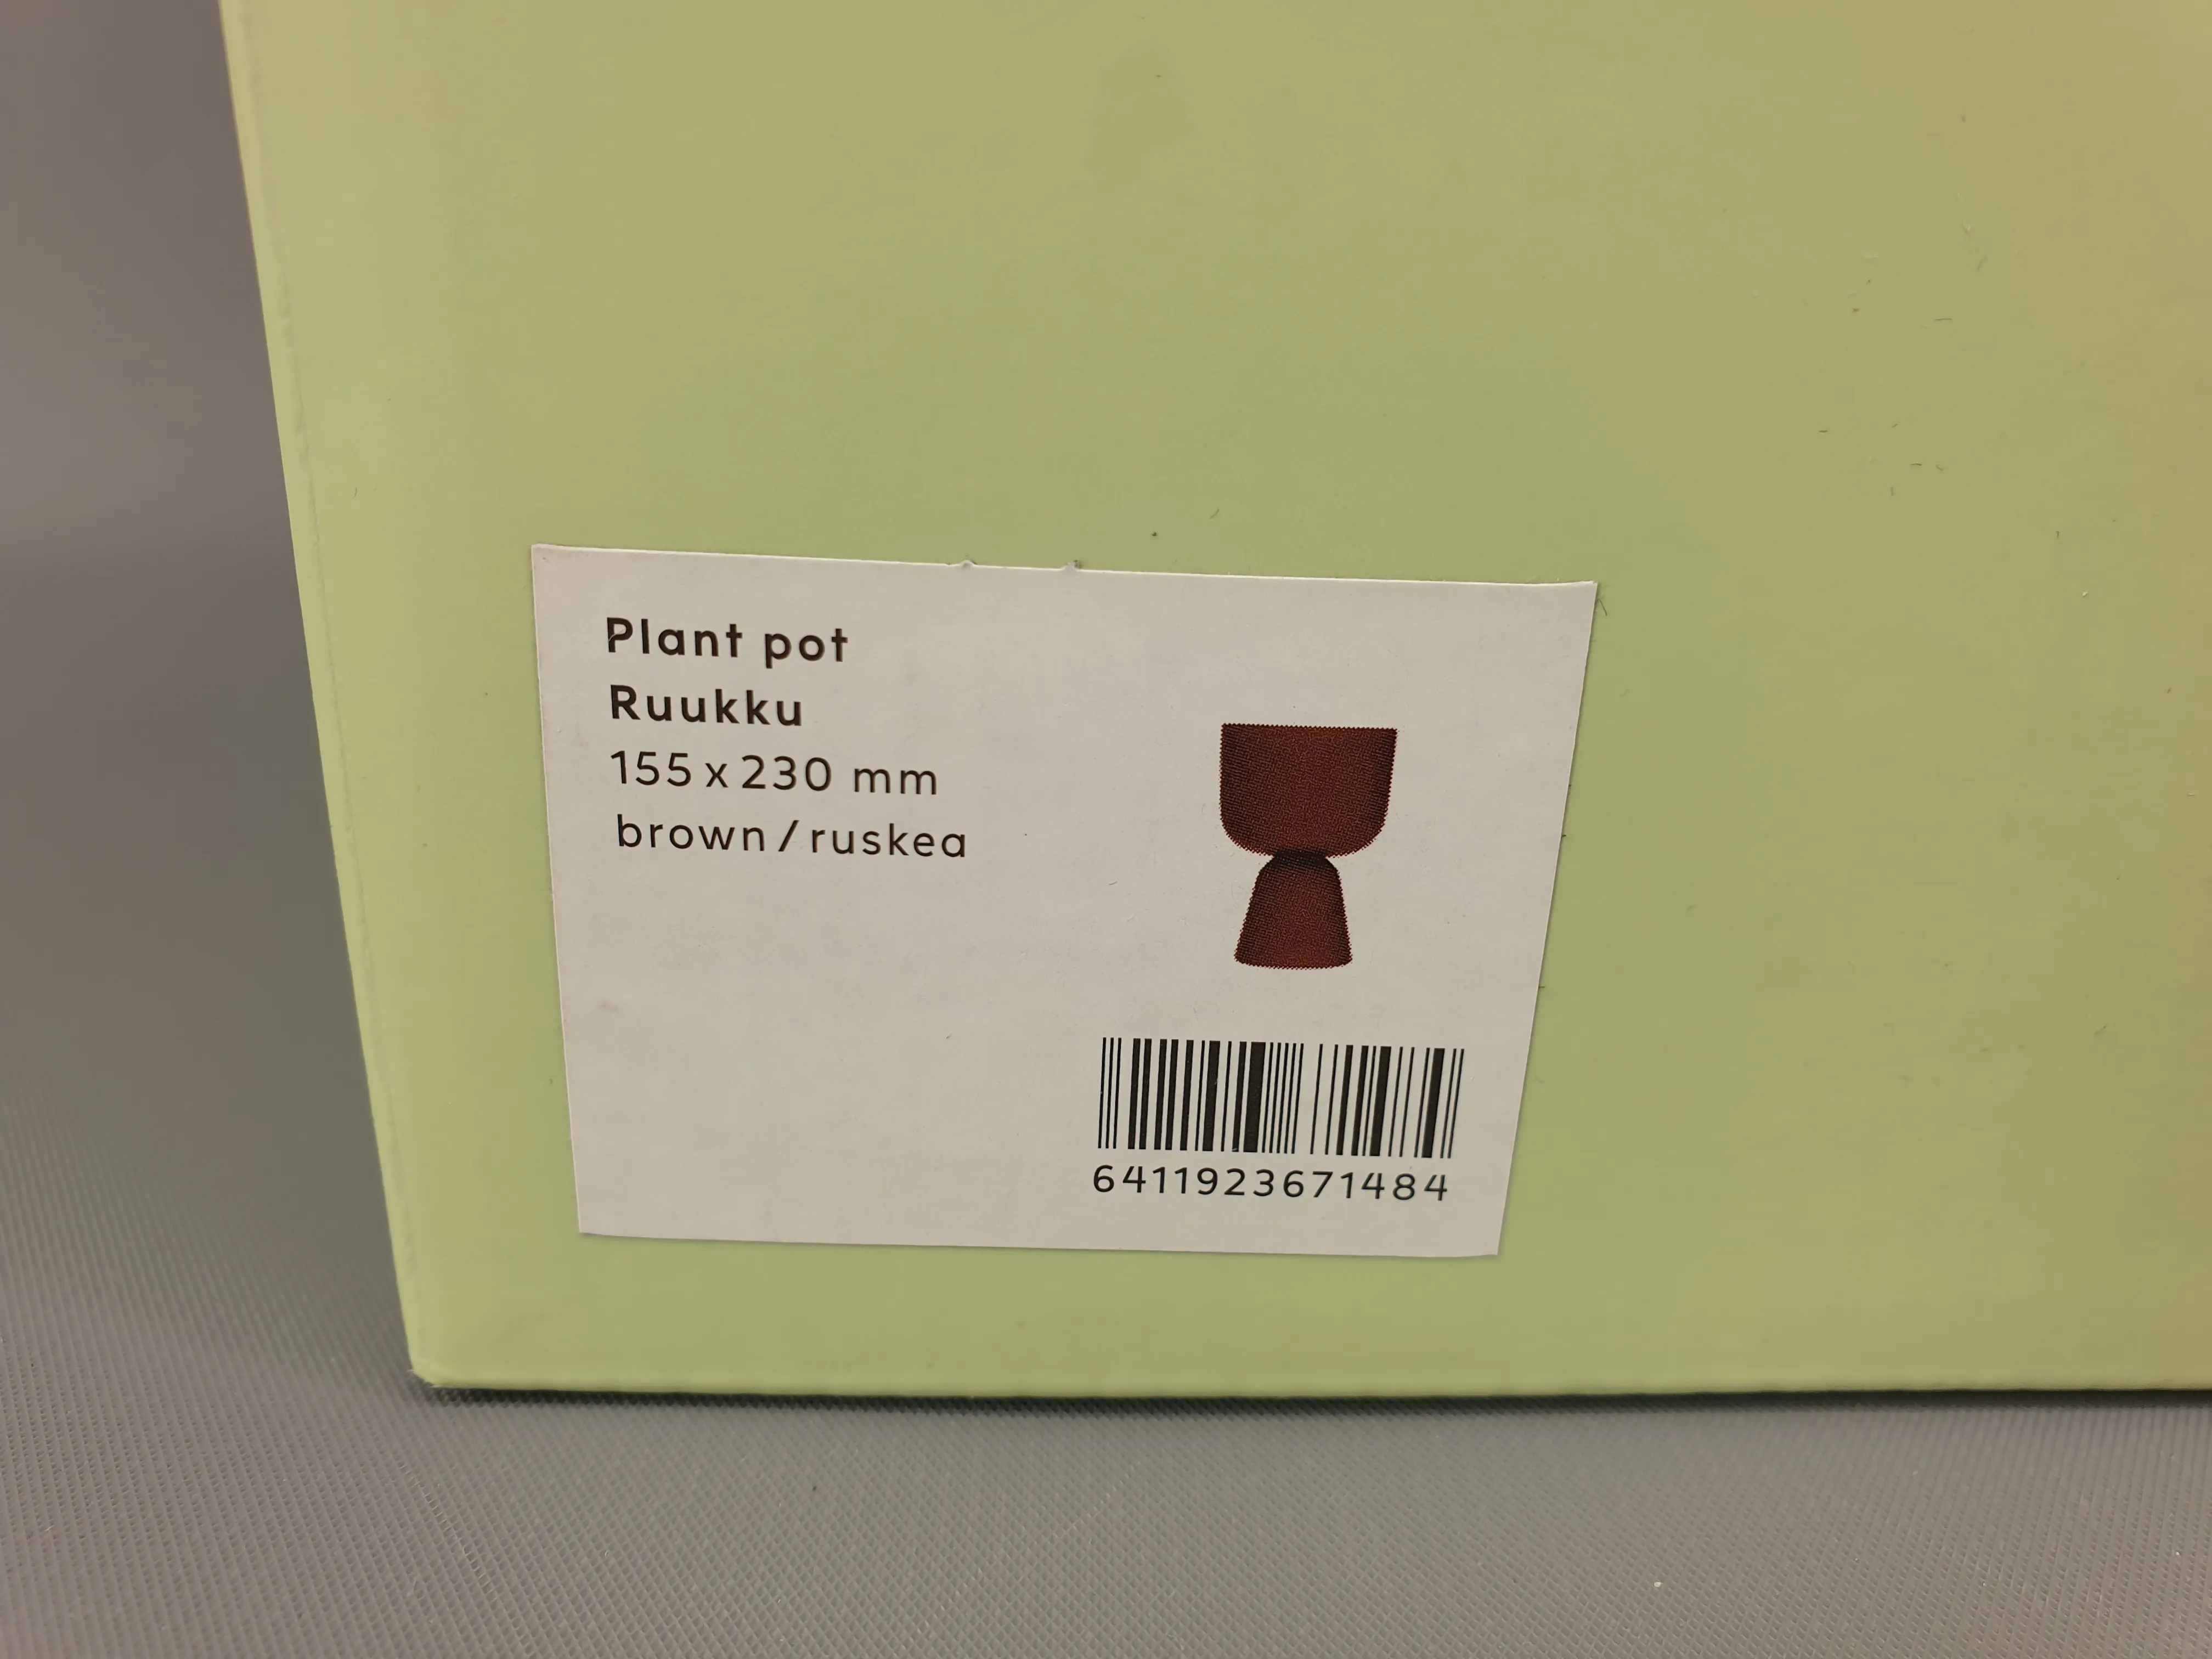 Plant pot
Ruukku
155 x 230 mm
brown / ruskea
6411923671484